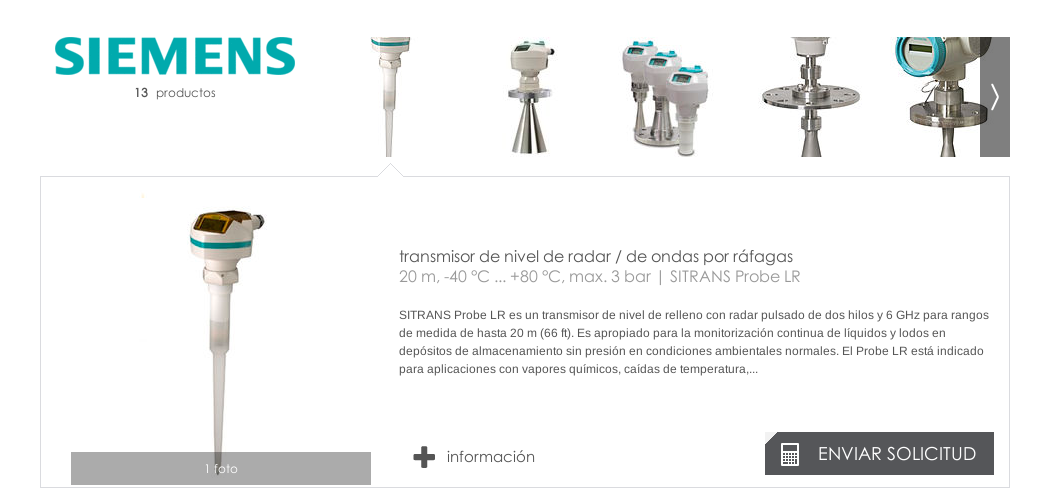 SIEMENS
13 productos
transmisor de nivel de radar / de ondas por ráfagas
20 m, -40 °C ... +80 °C, max. 3 bar | SITRANS Probe LR
SITRANS Probe LR es un transmisor de nivel de relleno con radar pulsado de dos hilos y 6 GHz para rangos
de medida de hasta 20 m (66 ft). Es apropiado para la monitorización continua de líquidos y lodos en
depósitos de almacenamiento sin presión en condiciones ambientales normales. El Probe LR está indicado
para aplicaciones con vapores químicos, caídas de temperatura,...
1 foto
información
ENVIAR SOLICITUD